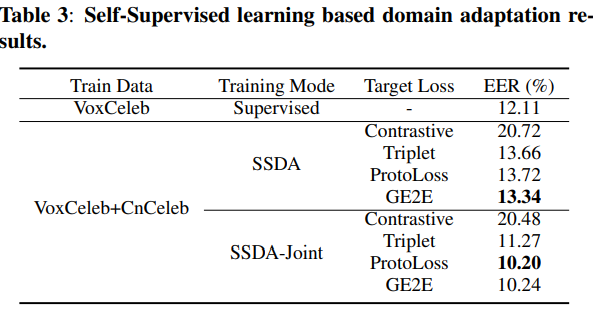 Table 3: Self-Supervised learning based domain adaptation re-
sults.
Train Data Training Mode Target Loss EER (%)
VoxCeleb Supervised - 12.11
Contrastive 20.72
Triplet 13.66
SSDA
ProtoLoss 13.72
GE2E 13.34
VoxCeleb+CnCeleb
Contrastive 20.48
Triplet 11.27
SSDA-Joint
ProtoLoss 10.20
GE2E 10.24